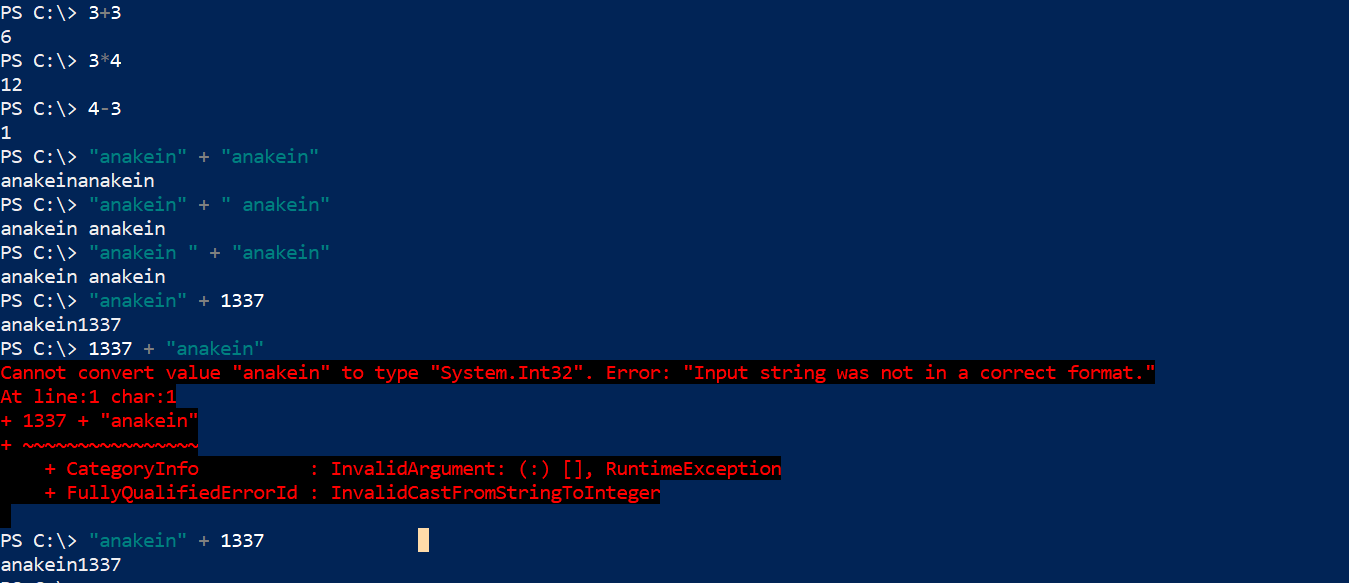 PS C:\> 3+3
6
PS C:\> 3*4
12
PS C:\> 4-3
1
PS C:\> "anakein" + "anakein"
anakeinanakein
PS C:\> "anakein" + " anakein"
anakein anakein
PS C:\> "anakein " + "anakein"
anakein anakein
PS C:\> "anakein" + 1337
anakein1337
PS C:\> 1337 + "anakein"
Cannot convert value "anakein" to type "System.Int32". Error: "Input string was not in a correct format."
At line:1 char:1
+ 1337 + "anakein"
+ ~~~~~~~~~~~~~~~~
    + CategoryInfo          : InvalidArgument: (:) [], RuntimeException
    + FullyQualifiedErrorId : InvalidCastFromStringToInteger
PS C:\> "anakein" + 1337
anakein1337